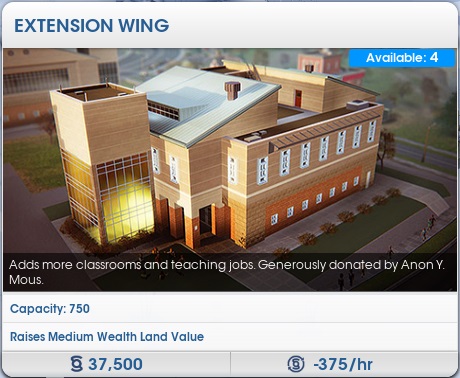 EXTENSION WING
Available: 4
Adds more classrooms and teaching jobs. Generously donated by Anon Y.
Mous.
Capacity: 750
Raises Medium Wealth Land Value
37,500
-375/hr